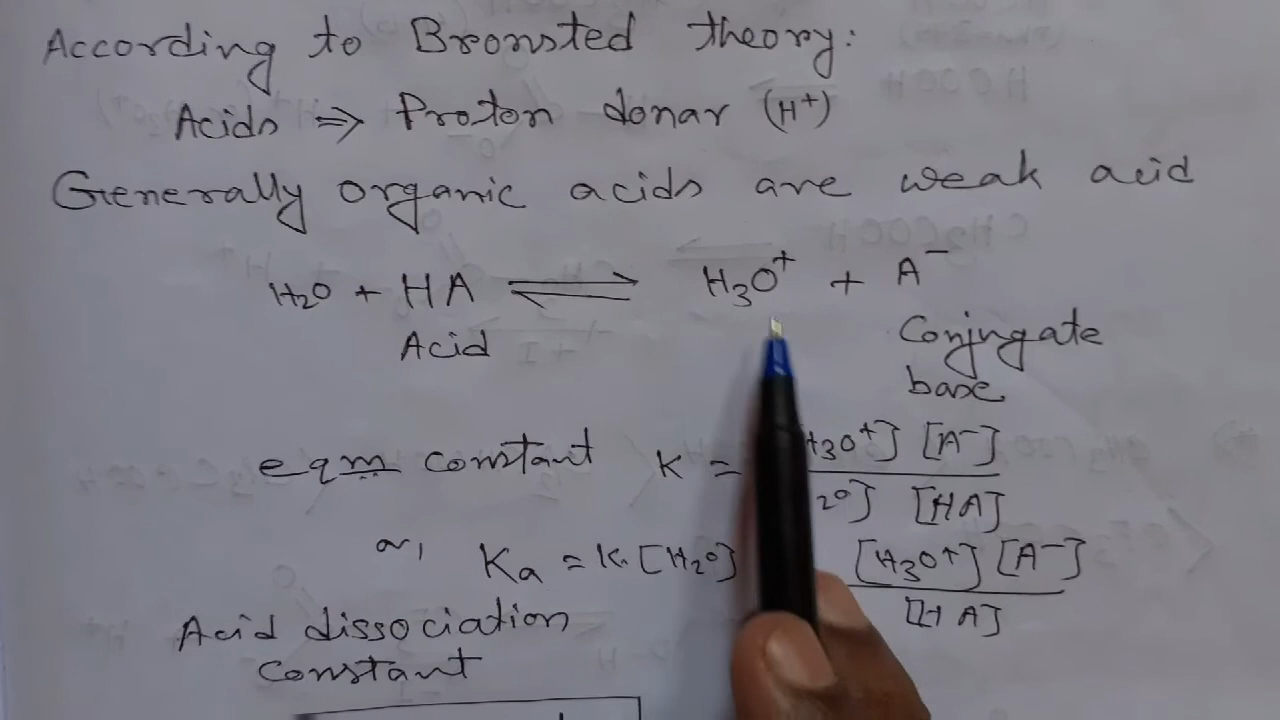 According to Bronsted theory:
Acids ⇒ Proton donar (H⁺)
Generally organic acids are weak acid
H₂O + HA ⇌ H₃O⁺ + A⁻
Acid
Conjugate
base
eqm constant K = H₃O⁺] [A⁻]
₂O] [HA]
or, Ka = K. [H₂O] [H₃O⁺] [A⁻]
[HA]
Acid dissociation
constant